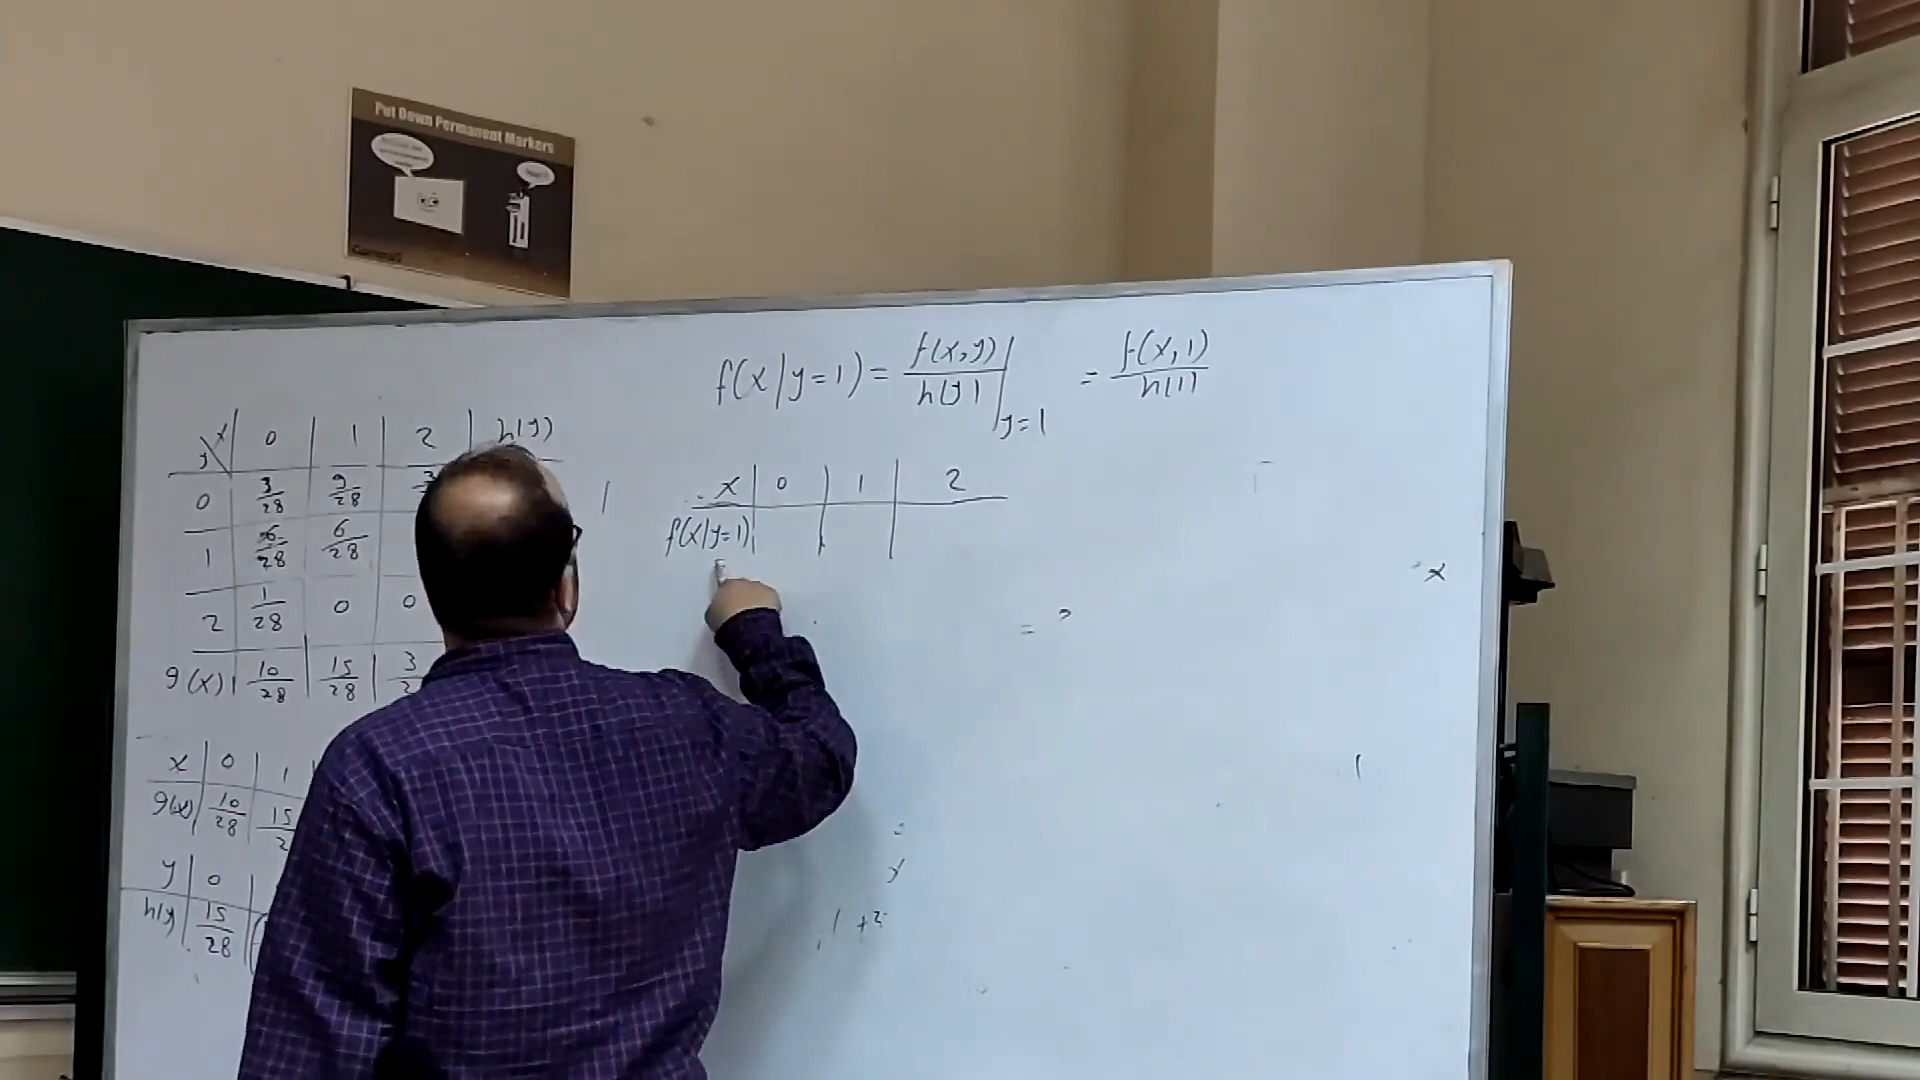 Put Down Permanent Markers
f(x|y=1) = f(x,y)/h(y) |y=1 = f(x,1)/h(1)
y\x 0 1 2 h(y)
0 3/28 9/28
1 6/28 6/28
2 1/28 0 0
g(x) 10/28 15/28
x 0 1 2
f(x|y=1)
= ?
x
x 0 1
g(x) 10/28 15
y 0
h(y) 15/28